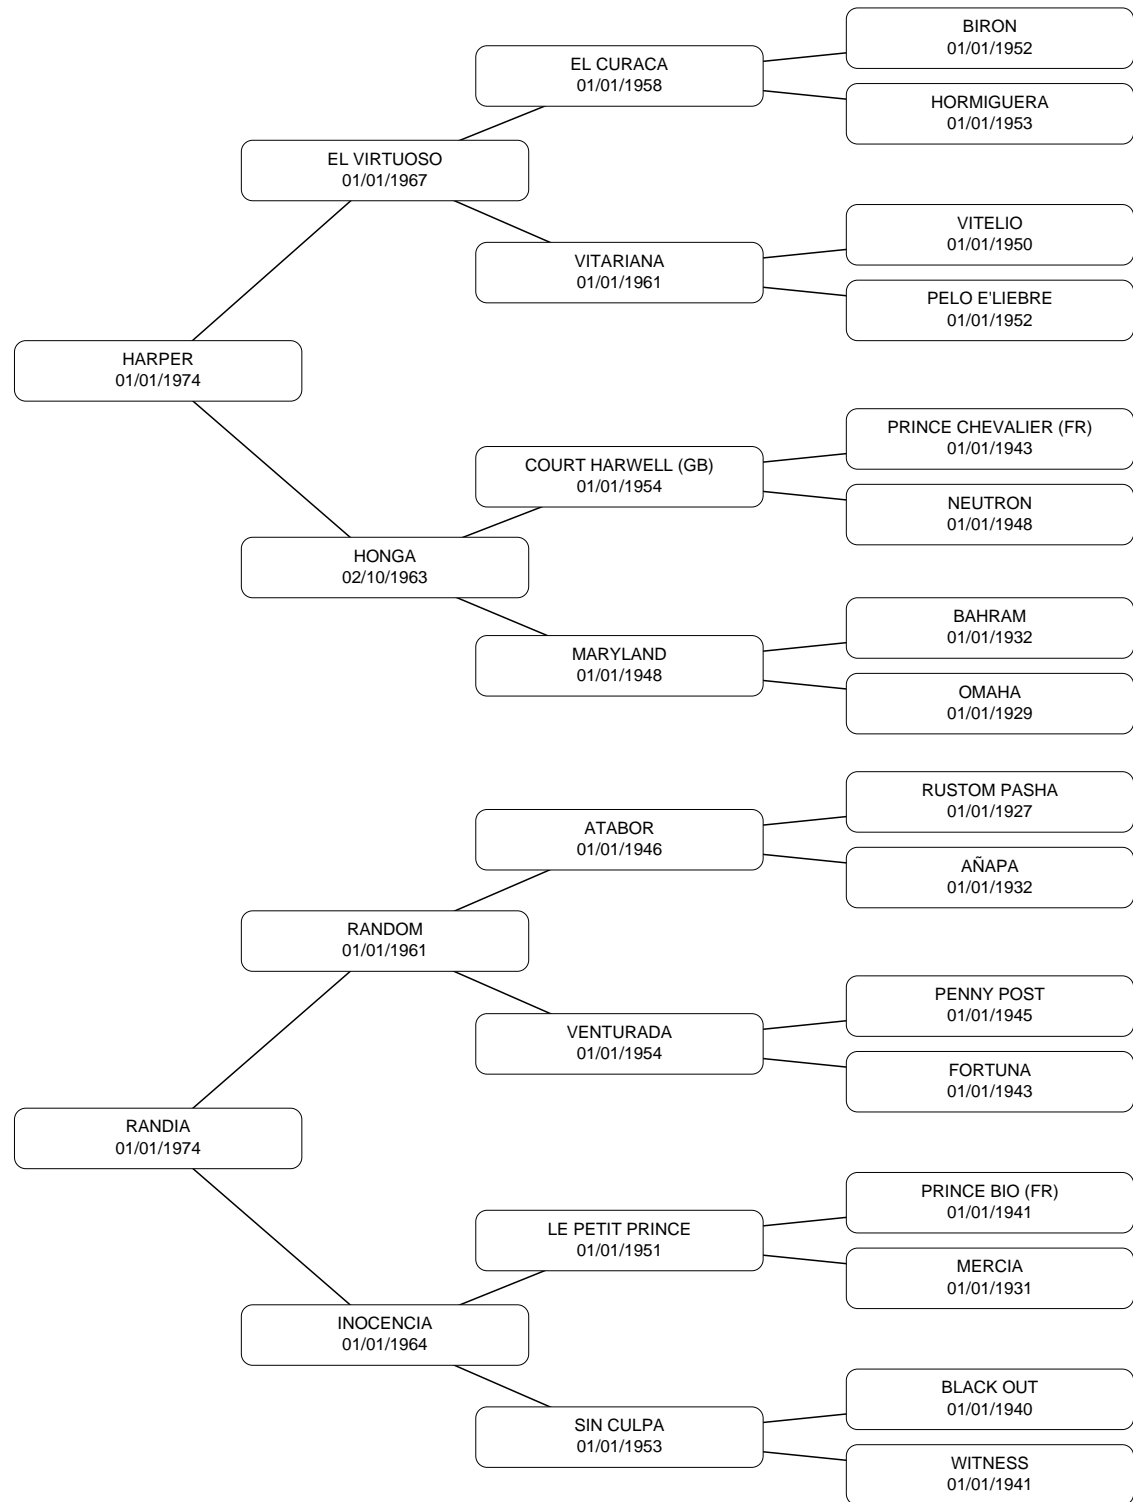 BIRON
01/01/1952
EL CURACA
01/01/1958
HORMIGUERA
01/01/1953
EL VIRTUOSO
01/01/1967
VITELIO
01/01/1950
VITARIANA
01/01/1961
PELO E'LIEBRE
01/01/1952
HARPER
01/01/1974
PRINCE CHEVALIER (FR)
01/01/1943
COURT HARWELL (GB)
01/01/1954
NEUTRON
01/01/1948
HONGA
02/10/1963
BAHRAM
01/01/1932
MARYLAND
01/01/1948
OMAHA
01/01/1929
RUSTOM PASHA
01/01/1927
ATABOR
01/01/1946
AÑAPA
01/01/1932
RANDOM
01/01/1961
PENNY POST
01/01/1945
VENTURADA
01/01/1954
FORTUNA
01/01/1943
RANDIA
01/01/1974
PRINCE BIO (FR)
01/01/1941
LE PETIT PRINCE
01/01/1951
MERCIA
01/01/1931
INOCENCIA
01/01/1964
BLACK OUT
01/01/1940
SIN CULPA
01/01/1953
WITNESS
01/01/1941